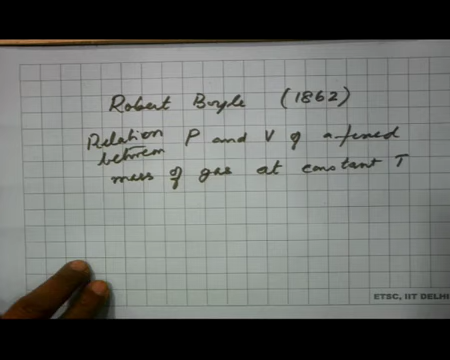 Robert Boyle (1862)
Relation between P and V of a fixed
mass of gas at constant T
ETSC, IIT DELHI